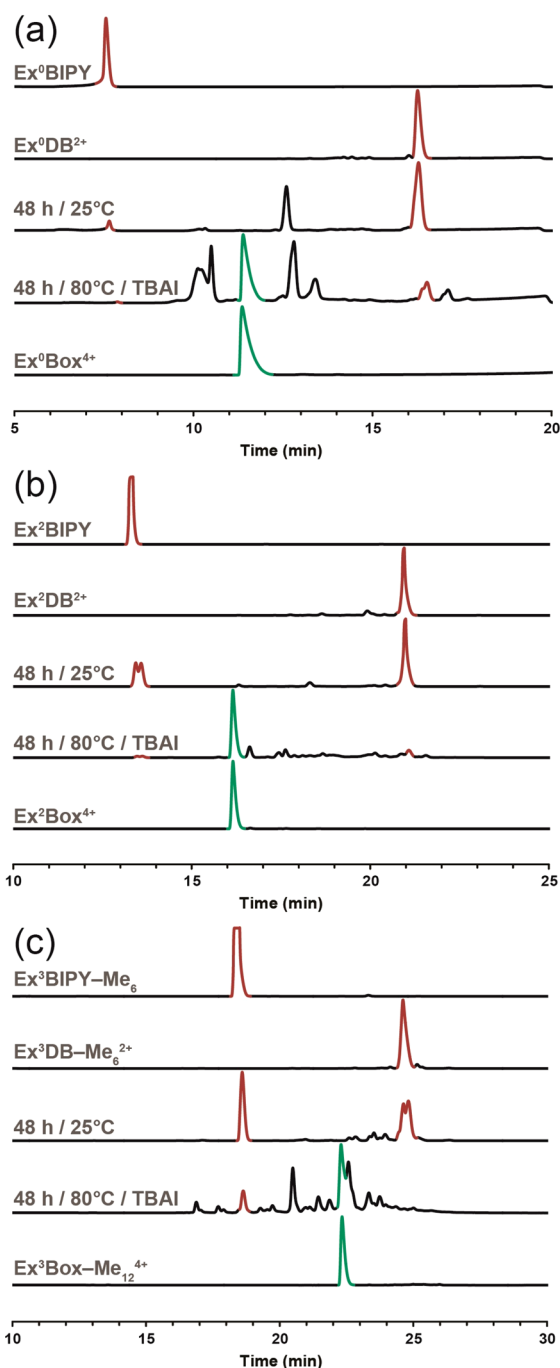 (a)
Ex⁰BIPY
Ex⁰DB²⁺
48 h / 25°C
48 h / 80°C / TBAI
Ex⁰Box⁴⁺
5 10 15 20
Time (min)
(b)
Ex²BIPY
Ex²DB²⁺
48 h / 25°C
48 h / 80°C / TBAI
Ex²Box⁴⁺
10 15 20 25
Time (min)
(c)
Ex³BIPY–Me₆
Ex³DB–Me₆²⁺
48 h / 25°C
48 h / 80°C / TBAI
Ex³Box–Me₁₂⁴⁺
10 15 20 25 30
Time (min)